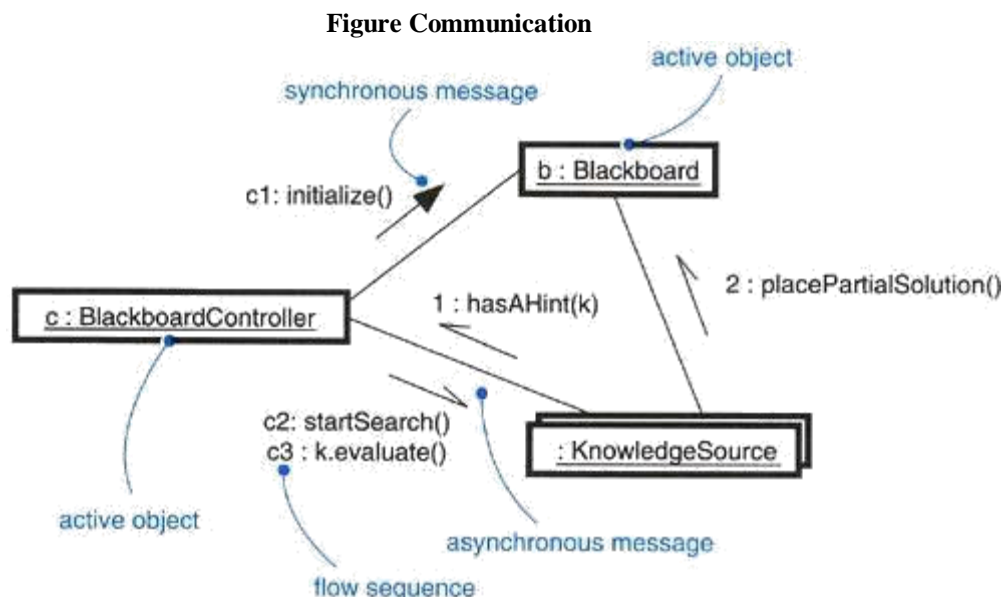 Figure Communication
active object
synchronous message
b : Blackboard
c1: initialize()
2 : placePartialSolution()
1 : hasAHint(k)
c : BlackboardController
c2: startSearch()
c3 : k.evaluate()
: KnowledgeSource
active object
asynchronous message
flow sequence